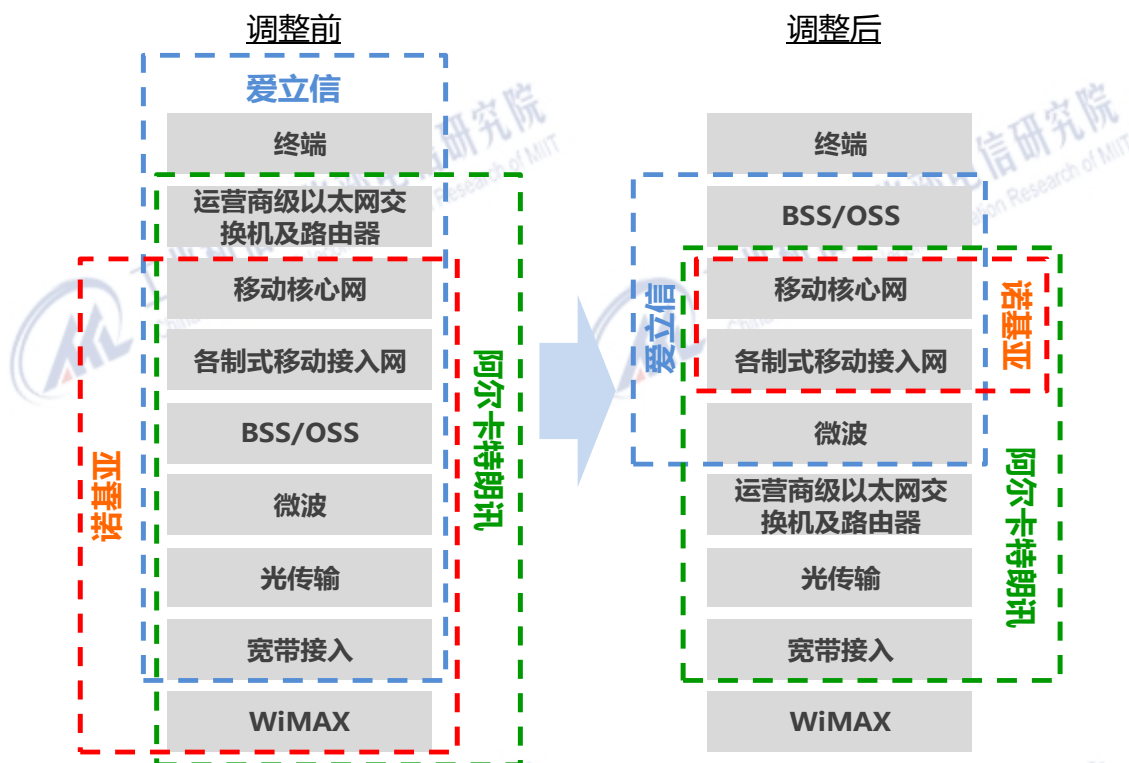 调整前
调整后
爱立信
终端
运营商级以太网交
换机及路由器
移动核心网
各制式移动接入网
BSS/OSS
微波
光传输
宽带接入
WiMAX
诺基亚
阿尔卡特朗讯
终端
BSS/OSS
移动核心网
各制式移动接入网
微波
运营商级以太网交
换机及路由器
光传输
宽带接入
WiMAX
爱立信
诺基亚
阿尔卡特朗讯